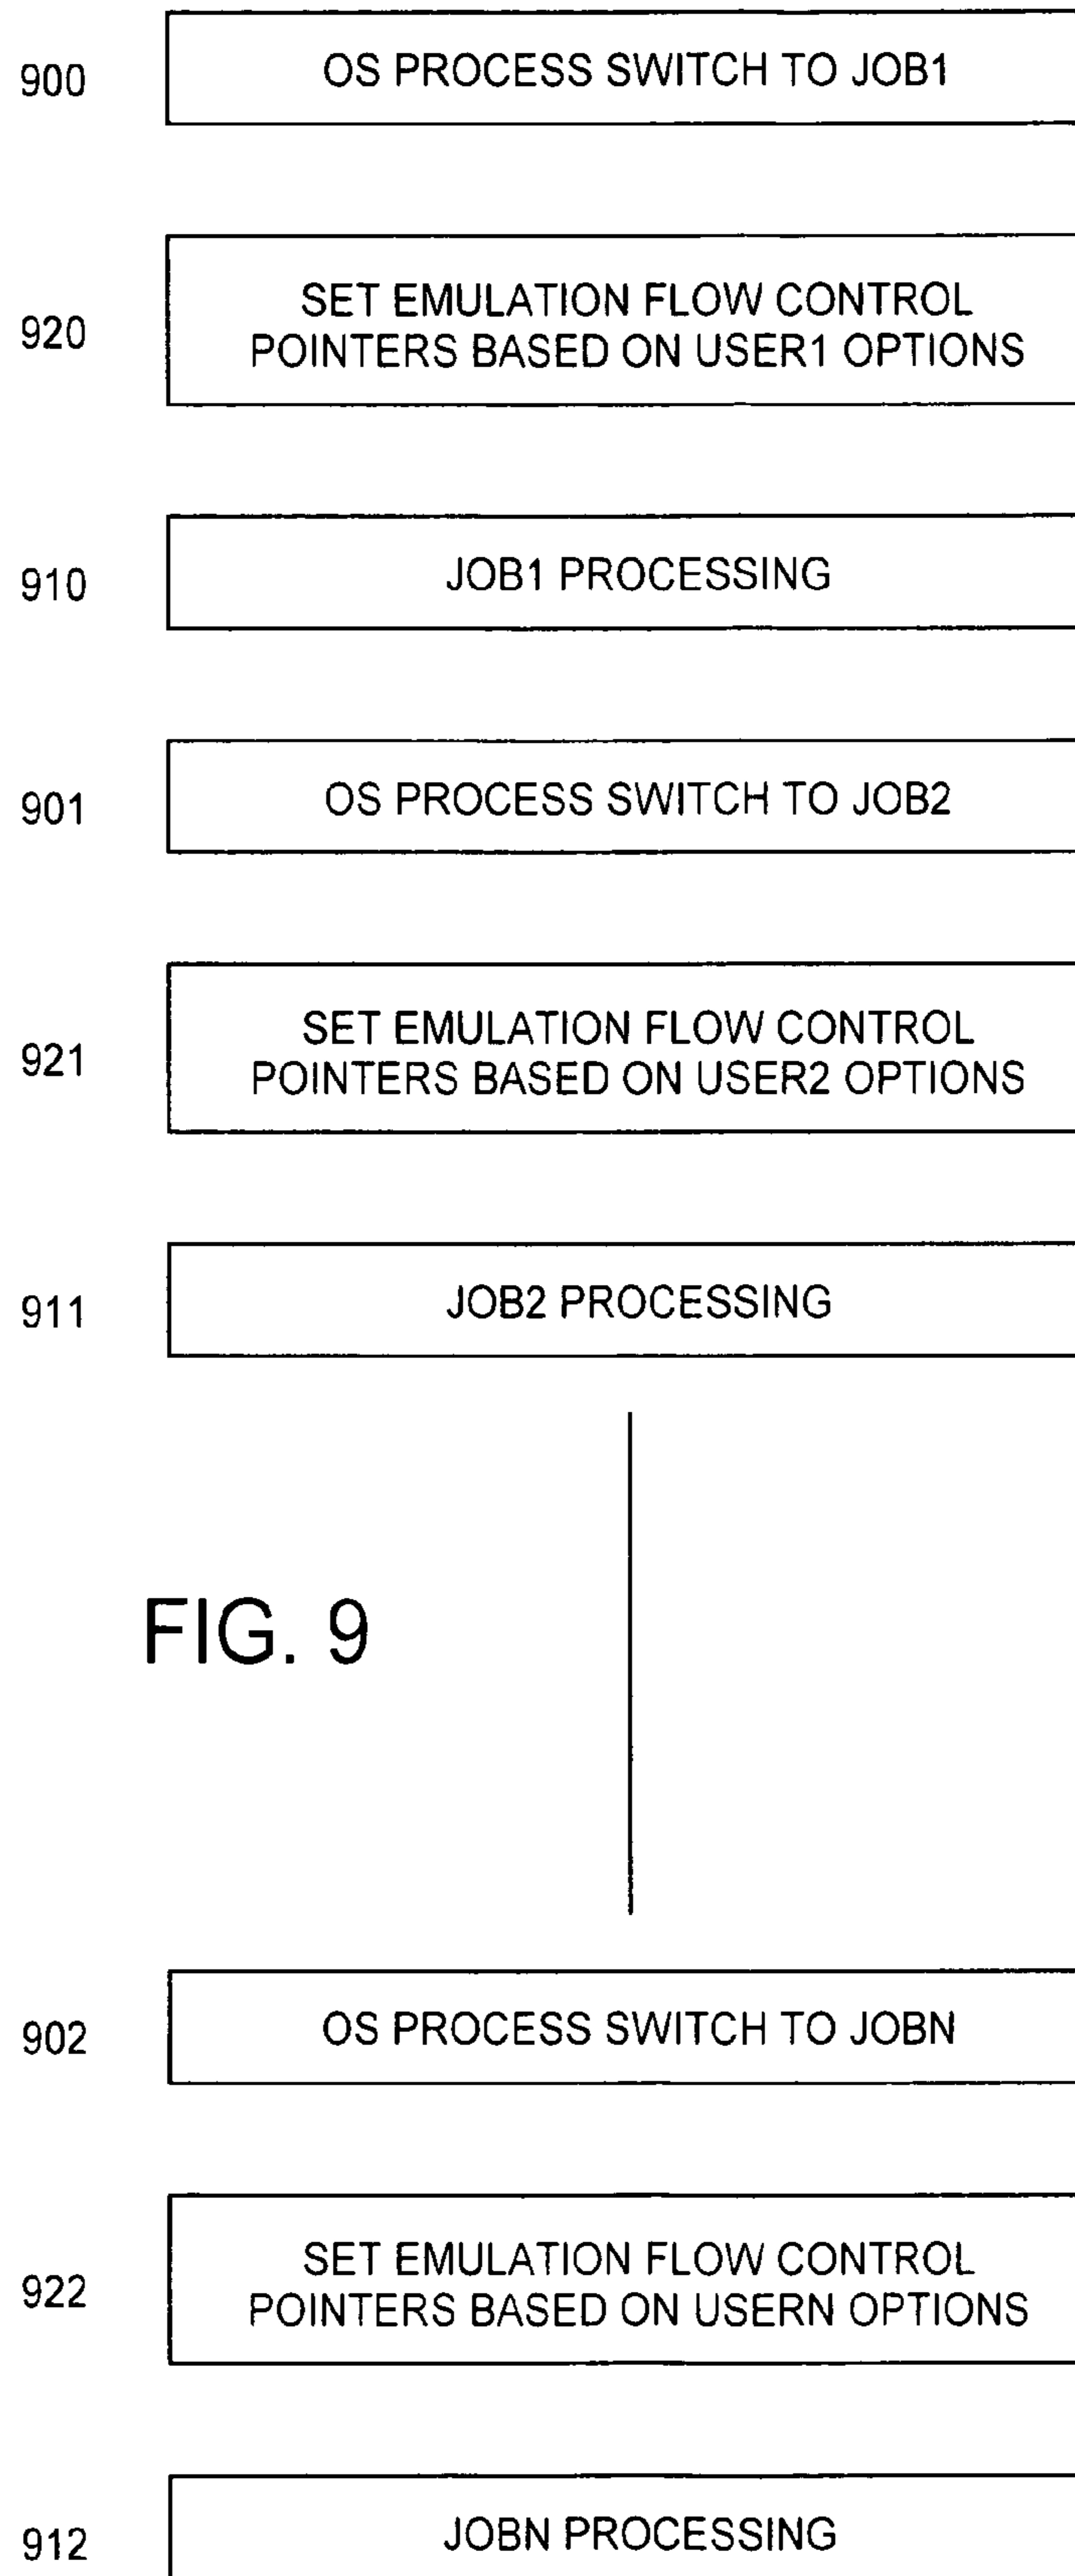 900
OS PROCESS SWITCH TO JOB1
920
SET EMULATION FLOW CONTROL
POINTERS BASED ON USER1 OPTIONS
910
JOB1 PROCESSING
901
OS PROCESS SWITCH TO JOB2
921
SET EMULATION FLOW CONTROL
POINTERS BASED ON USER2 OPTIONS
911
JOB2 PROCESSING
FIG. 9
902
OS PROCESS SWITCH TO JOBN
922
SET EMULATION FLOW CONTROL
POINTERS BASED ON USERN OPTIONS
912
JOBN PROCESSING